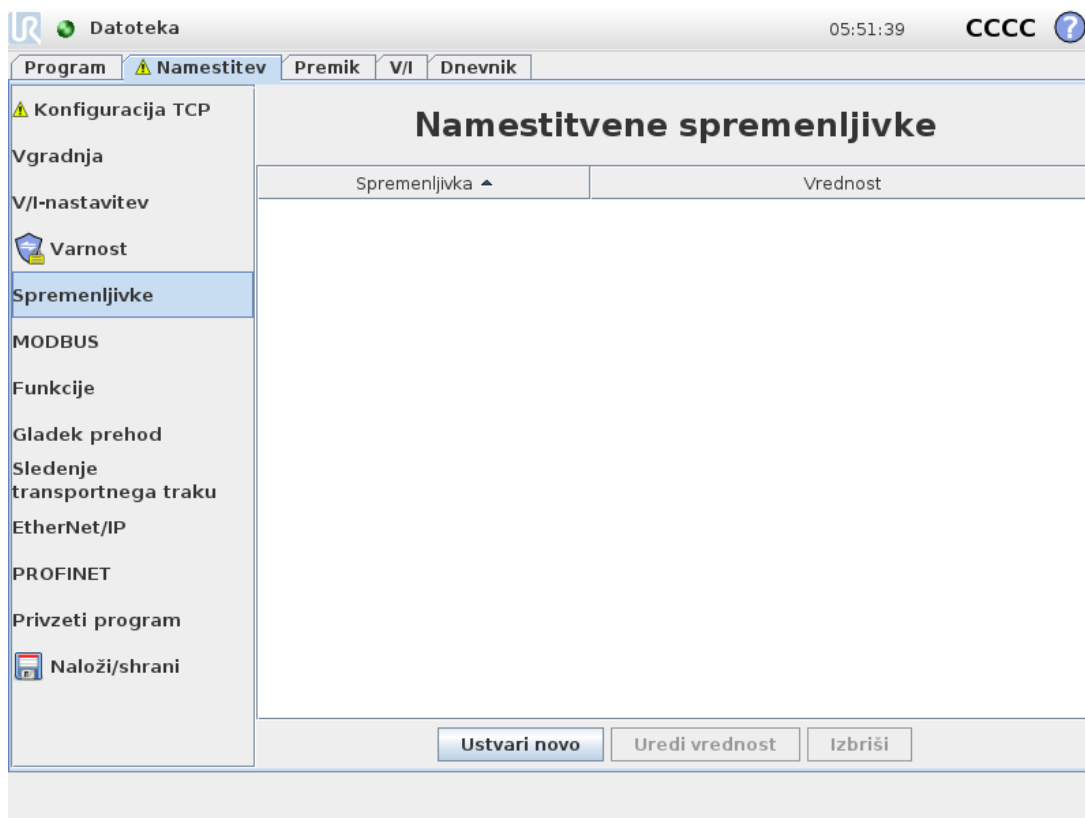 UR Datoteka 05:51:39 CCCC ?
Program Namestitev Premik V/I Dnevnik
Konfiguracija TCP
Vgradnja
V/I-nastavitev
Varnost
Spremenljivke
MODBUS
Funkcije
Gladek prehod
Sledenje
transportnega traku
EtherNet/IP
PROFINET
Privzeti program
Naloži/shrani
Namestitvene spremenljivke
Spremenljivka Vrednost
Ustvari novo Uredi vrednost Izbriši